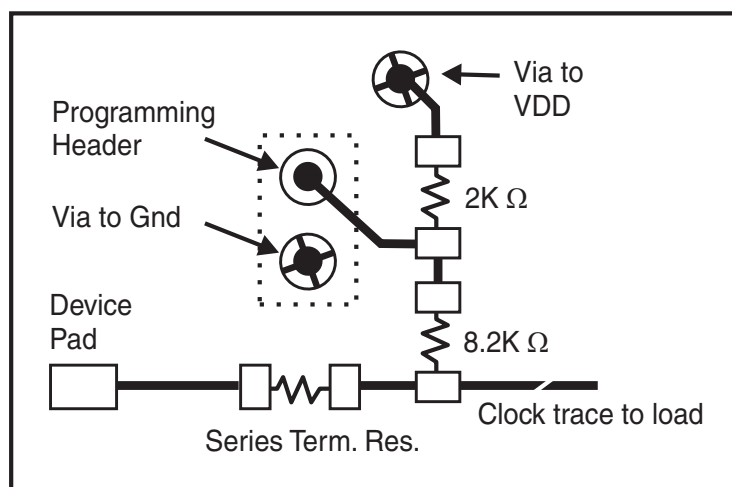 Via to
VDD
Programming
Header
2K Ω
Via to Gnd
Device
Pad
8.2K Ω
Clock trace to load
Series Term. Res.